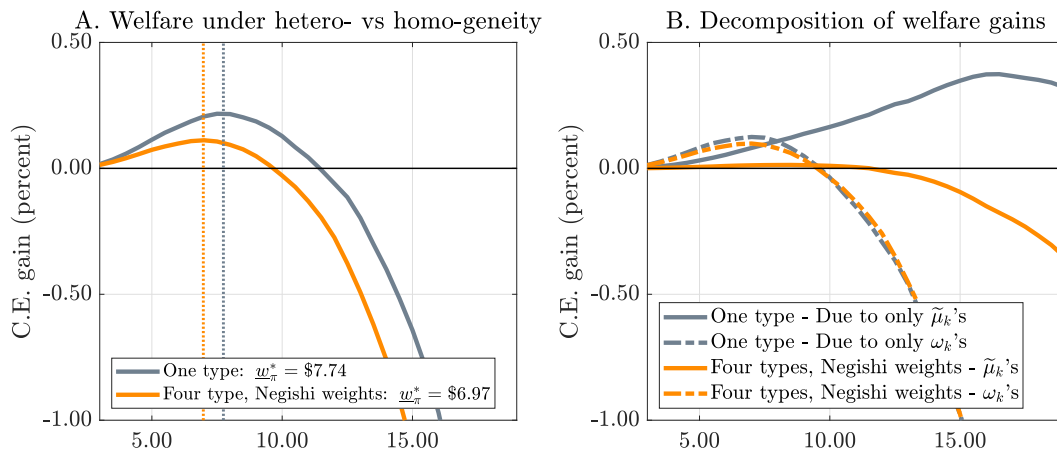 A. Welfare under hetero- vs homo-geneity
C.E. gain (percent)
0.50
0.00
-0.50
-1.00
5.00 10.00 15.00
One type: w̲*π = $7.74
Four type, Negishi weights: w̲*π = $6.97
B. Decomposition of welfare gains
C.E. gain (percent)
0.50
0.00
-0.50
-1.00
5.00 10.00 15.00
One type - Due to only μ̃ₖ's
One type - Due to only ωₖ's
Four types, Negishi weights - μ̃ₖ's
Four types, Negishi weights - ωₖ's